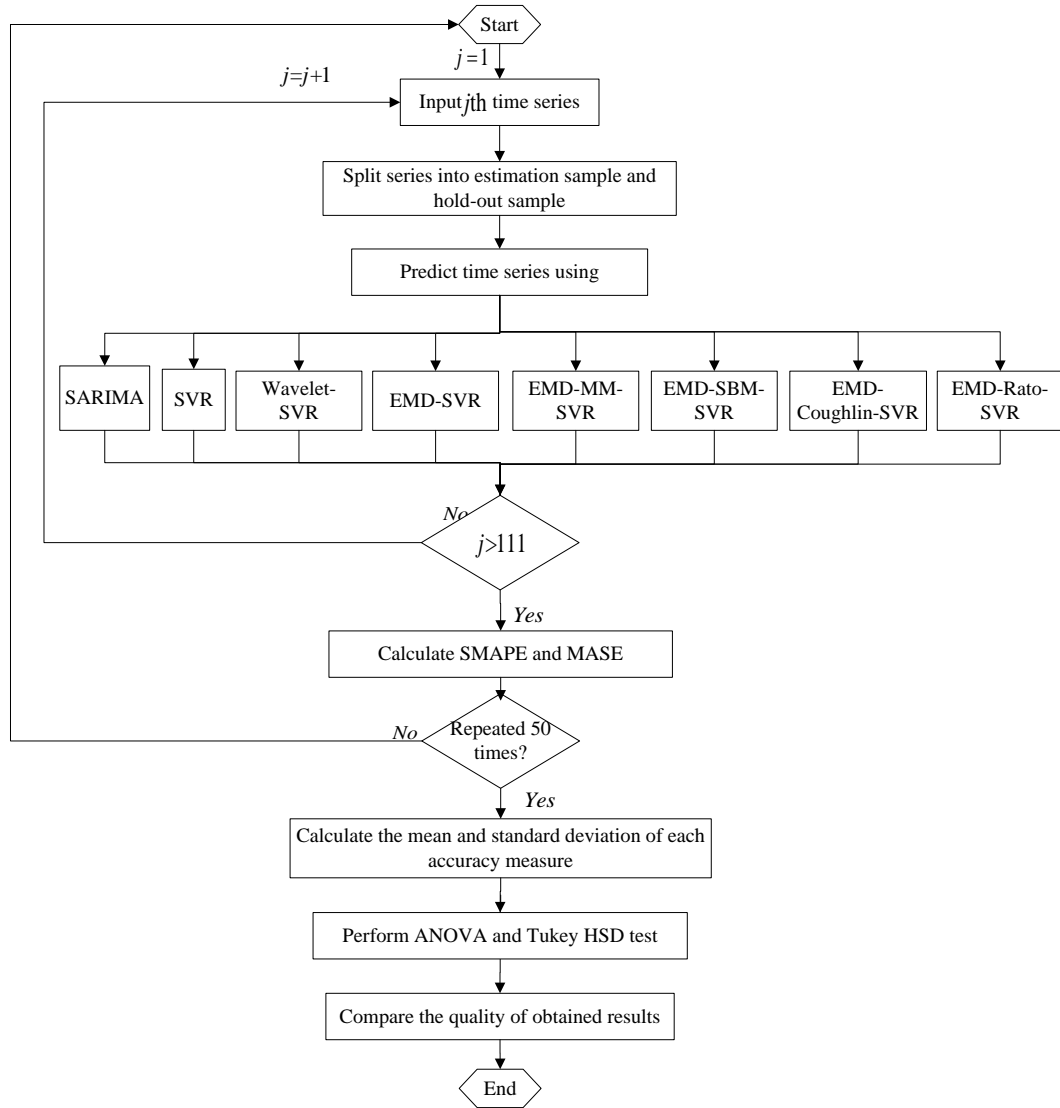 Start
j=1
j=j+1
Input jth time series
Split series into estimation sample and
hold-out sample
Predict time series using
SARIMA
SVR
Wavelet-
SVR
EMD-SVR
EMD-MM-
SVR
EMD-SBM-
SVR
EMD-
Coughlin-SVR
EMD-Rato-
SVR
No
j>111
Yes
Calculate SMAPE and MASE
No
Repeated 50
times?
Yes
Calculate the mean and standard deviation of each
accuracy measure
Perform ANOVA and Tukey HSD test
Compare the quality of obtained results
End